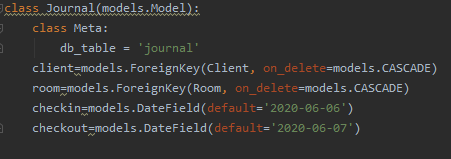 class Journal(models.Model):
    class Meta:
        db_table = 'journal'
    client=models.ForeignKey(Client, on_delete=models.CASCADE)
    room=models.ForeignKey(Room, on_delete=models.CASCADE)
    checkin=models.DateField(default='2020-06-06')
    checkout=models.DateField(default='2020-06-07')